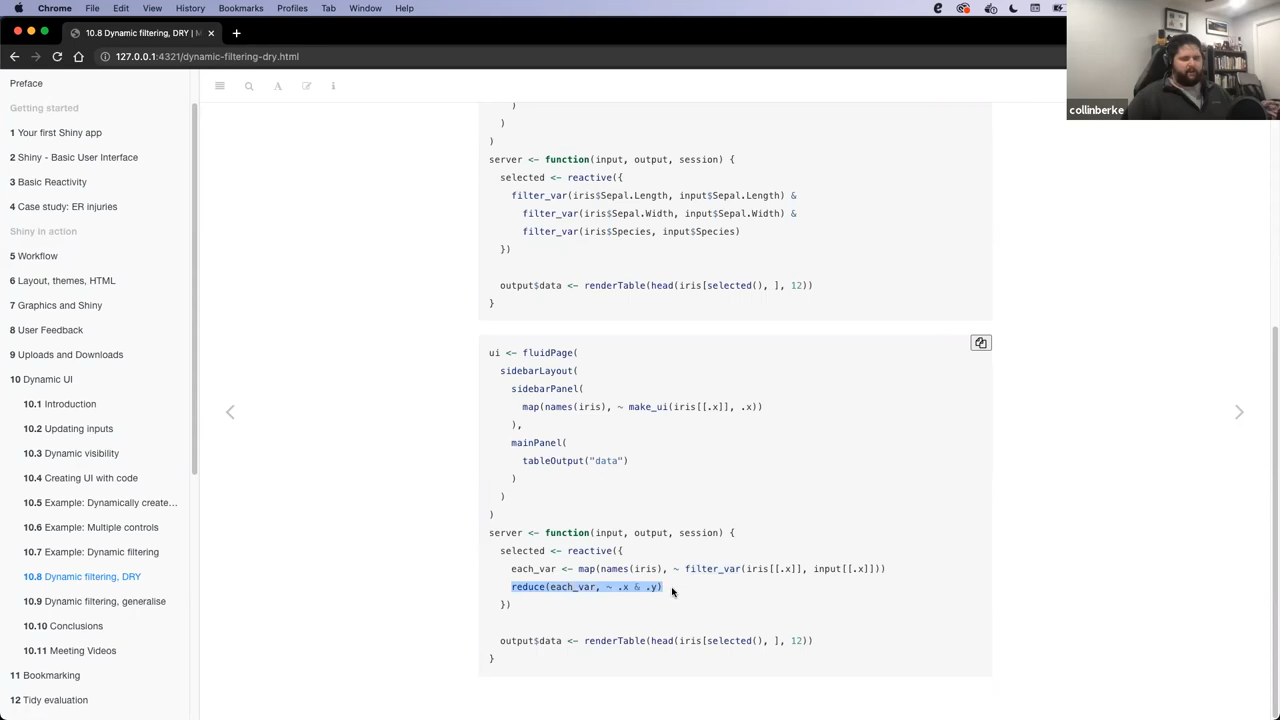 Chrome File Edit View History Bookmarks Profiles Tab Window Help
10.8 Dynamic filtering, DRY | M
127.0.0.1:4321/dynamic-filtering-dry.html
collinberke
Preface
Getting started
1 Your first Shiny app
2 Shiny - Basic User Interface
3 Basic Reactivity
4 Case study: ER injuries
Shiny in action
5 Workflow
6 Layout, themes, HTML
7 Graphics and Shiny
8 User Feedback
9 Uploads and Downloads
10 Dynamic UI
10.1 Introduction
10.2 Updating inputs
10.3 Dynamic visibility
10.4 Creating UI with code
10.5 Example: Dynamically create...
10.6 Example: Multiple controls
10.7 Example: Dynamic filtering
10.8 Dynamic filtering, DRY
10.9 Dynamic filtering, generalise
10.10 Conclusions
10.11 Meeting Videos
11 Bookmarking
12 Tidy evaluation
)
)
)
server <- function(input, output, session) {
selected <- reactive({
filter_var(iris$Sepal.Length, input$Sepal.Length) &
filter_var(iris$Sepal.Width, input$Sepal.Width) &
filter_var(iris$Species, input$Species)
})
output$data <- renderTable(head(iris[selected(), ], 12))
}
ui <- fluidPage(
sidebarLayout(
sidebarPanel(
map(names(iris), ~ make_ui(iris[[.x]], .x))
),
mainPanel(
tableOutput("data")
)
)
)
server <- function(input, output, session) {
selected <- reactive({
each_var <- map(names(iris), ~ filter_var(iris[[.x]], input[[.x]]))
reduce(each_var, ~ .x & .y)
})
output$data <- renderTable(head(iris[selected(), ], 12))
}